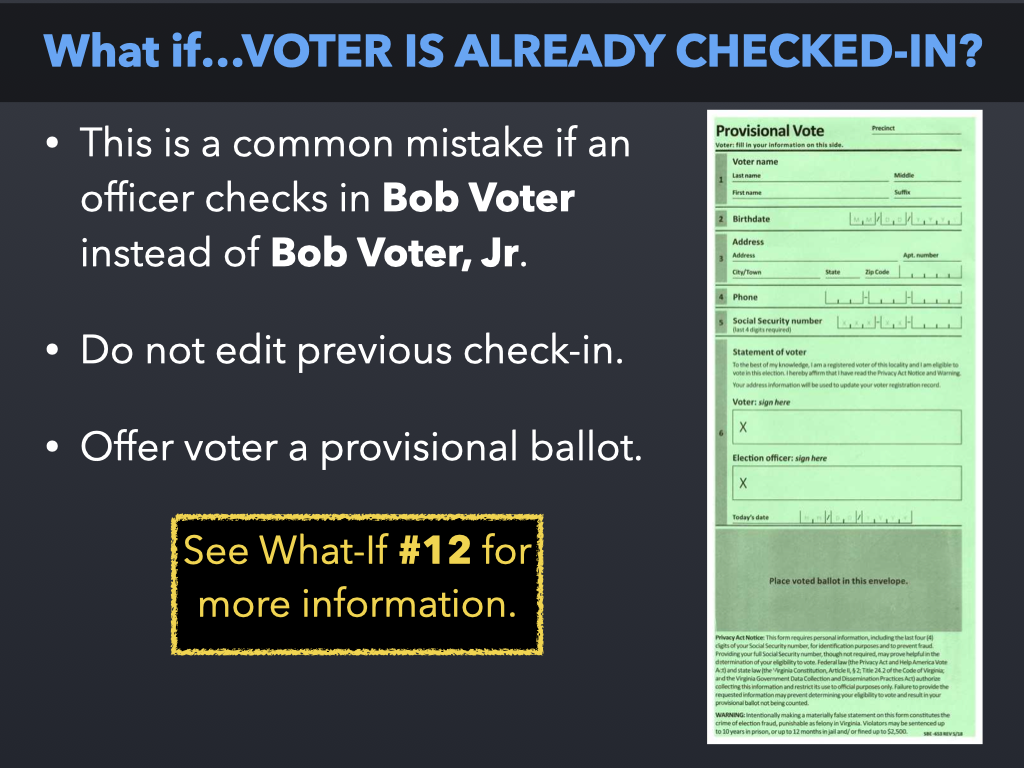 What if...VOTER IS ALREADY CHECKED-IN?
• This is a common mistake if an
officer checks in Bob Voter
instead of Bob Voter, Jr.
• Do not edit previous check-in.
• Offer voter a provisional ballot.
See What-If #12 for
more information.
Provisional Vote
Precinct
Voter: fill in your information on this side.
1
Voter name
Last name Middle
First name Suffix
2 Birthdate
3
Address
Address Apt. number
City/Town State Zip Code
4 Phone
5 Social Security number
(last 4 digits required)
6
Statement of voter
To the best of my knowledge, I am a registered voter of this locality and I am eligible to
vote in this election. I hereby affirm that I have read the Privacy Act Notice and Warning.
Your address information will be used to update your voter registration record.
Voter: sign here
X
Election officer: sign here
X
Today's date
Place voted ballot in this envelope.
Privacy Act Notice: This form requires personal information, including the last four (4)
digits of your Social Security number, for identification purposes and to prevent fraud.
Providing your full Social Security number, though not required, may prove helpful in the
determination of your eligibility to vote. Federal law (the Privacy Act and Help America Vote
Act) and state law (the Virginia Constitution, Article II, § 2; Title 24.2 of the Code of Virginia;
and the Virginia Government Data Collection and Dissemination Practices Act) authorize
collecting this information and restrict its use to official purposes only. Failure to provide the
requested information may prevent determining your eligibility to vote and result in your
provisional ballot not being counted.
WARNING: Intentionally making a materially false statement on this form constitutes the
crime of election fraud, punishable as felony in Virginia. Violators may be sentenced up
to 10 years in prison, or up to 12 months in jail and/or fined up to $2,500.
SBE-653 REV 5/18